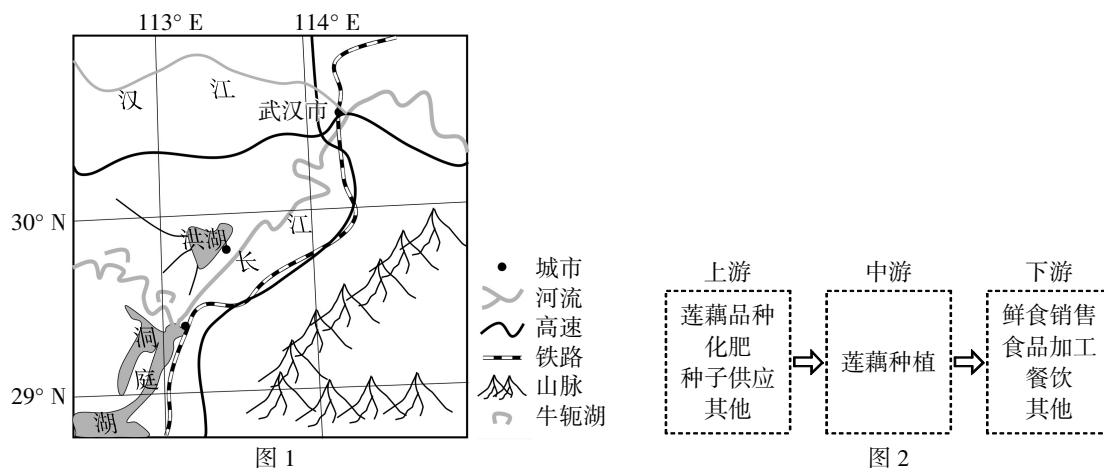 113° E
114° E
汉
江
武汉市
30° N
洪湖
江
长
洞
庭
29° N
湖
城市
河流
高速
铁路
山脉
牛轭湖
图 1
上游
中游
下游
莲藕品种
化肥
种子供应
其他
莲藕种植
鲜食销售
食品加工
餐饮
其他
图 2